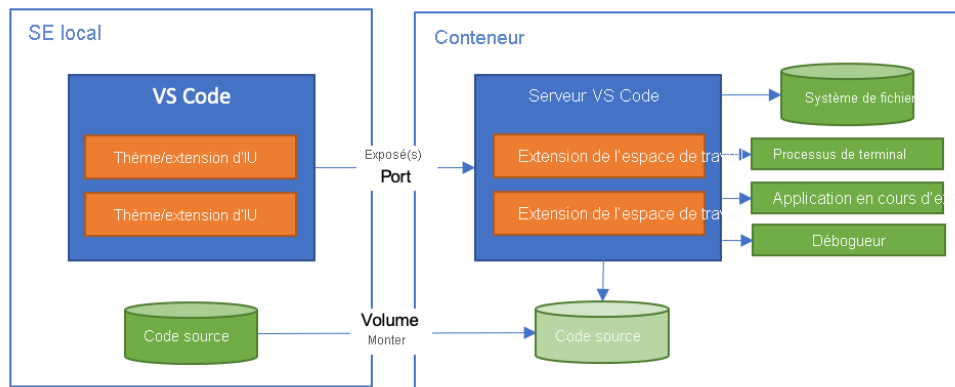 SE local
VS Code
Thème/extension d'IU
Thème/extension d'IU
Code source
Exposé(s)
Port
Volume
Monter
Conteneur
Serveur VS Code
Extension de l'espace de
Extension de l'espace de
Code source
Système de fichier
Processus de terminal
Application en cours
Débogueur